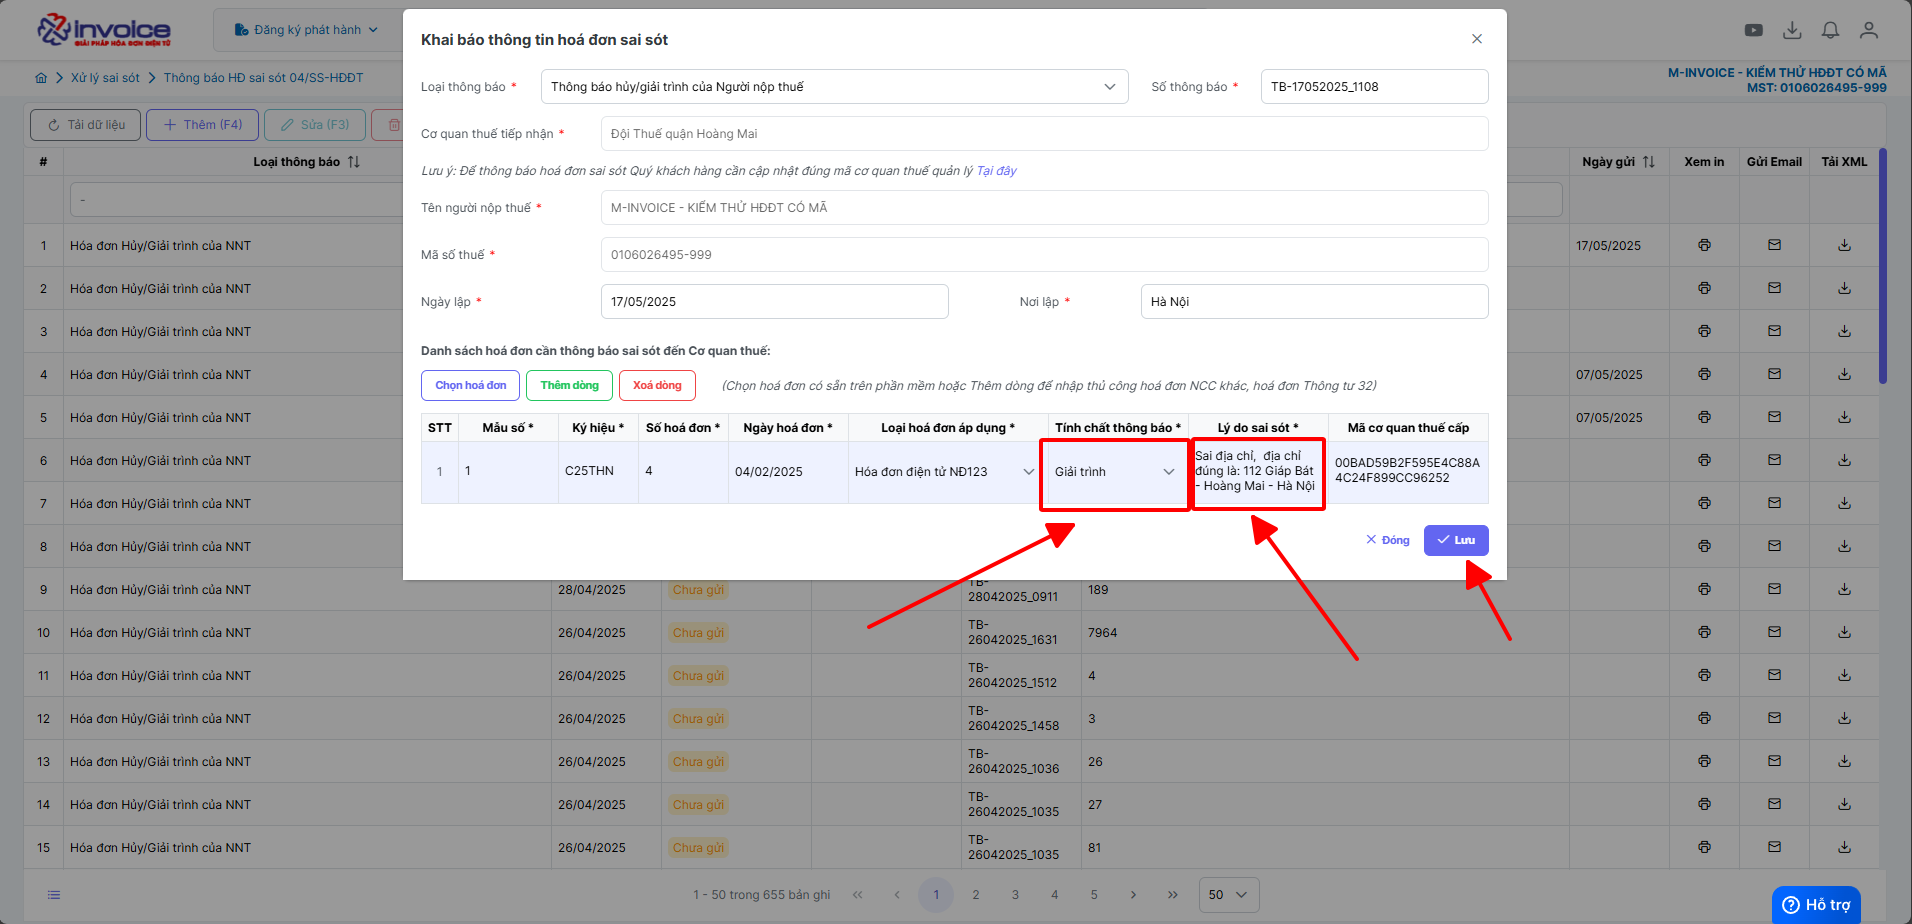 invoice
GIẢI PHÁP HÓA ĐƠN ĐIỆN TỬ
Đăng ký phát hành
Xử lý sai sót
Thông báo HĐ sai sót 04/SS-HĐĐT
M-INVOICE - KIỂM THỬ HĐĐT CÓ MÃ
MST: 0106026495-999
Tải dữ liệu
Thêm (F4)
Sửa (F3)
Khai báo thông tin hoá đơn sai sót
Loại thông báo *
Thông báo hủy/giải trình của Người nộp thuế
Số thông báo *
TB-17052025_1108
Cơ quan thuế tiếp nhận *
Đội Thuế quận Hoàng Mai
Lưu ý: Để thông báo hoá đơn sai sót Quý khách hàng cần cập nhật đúng mã cơ quan thuế quản lý Tại đây
Tên người nộp thuế *
M-INVOICE - KIỂM THỬ HĐĐT CÓ MÃ
Mã số thuế *
0106026495-999
Ngày lập *
17/05/2025
Nơi lập *
Hà Nội
Danh sách hoá đơn cần thông báo sai sót đến Cơ quan thuế:
Chọn hoá đơn
Thêm dòng
Xoá dòng
(Chọn hoá đơn có sẵn trên phần mềm hoặc Thêm dòng để nhập thủ công hoá đơn NCC khác, hoá đơn Thông tư 32)
STT Mẫu số * Ký hiệu * Số hoá đơn * Ngày hoá đơn * Loại hoá đơn áp dụng * Tính chất thông báo * Lý do sai sót * Mã cơ quan thuế cấp
1 1 C25THN 4 04/02/2025 Hóa đơn điện tử NĐ123 Giải trình
Sai địa chỉ, địa chỉ
đúng là: 112 Giáp Bát
- Hoàng Mai - Hà Nội
00BAD59B2F595E4C88A
4C24F899CC96252
Đóng
Lưu
# Loại thông báo Ngày gửi Xem in Gửi Email Tải XML
-
1 Hóa đơn Hủy/Giải trình của NNT 17/05/2025
2 Hóa đơn Hủy/Giải trình của NNT
3 Hóa đơn Hủy/Giải trình của NNT
4 Hóa đơn Hủy/Giải trình của NNT 07/05/2025
5 Hóa đơn Hủy/Giải trình của NNT 07/05/2025
6 Hóa đơn Hủy/Giải trình của NNT
7 Hóa đơn Hủy/Giải trình của NNT
8 Hóa đơn Hủy/Giải trình của NNT
9 Hóa đơn Hủy/Giải trình của NNT 28/04/2025 Chưa gửi TB-
28042025_0911 189
10 Hóa đơn Hủy/Giải trình của NNT 26/04/2025 Chưa gửi TB-
26042025_1631 7964
11 Hóa đơn Hủy/Giải trình của NNT 26/04/2025 Chưa gửi TB-
26042025_1512 4
12 Hóa đơn Hủy/Giải trình của NNT 26/04/2025 Chưa gửi TB-
26042025_1458 3
13 Hóa đơn Hủy/Giải trình của NNT 26/04/2025 Chưa gửi TB-
26042025_1036 26
14 Hóa đơn Hủy/Giải trình của NNT 26/04/2025 Chưa gửi TB-
26042025_1035 27
15 Hóa đơn Hủy/Giải trình của NNT 26/04/2025 Chưa gửi TB-
26042025_1035 81
1 - 50 trong 655 bản ghi « ‹ 1 2 3 4 5 › » 50
Hỗ trợ